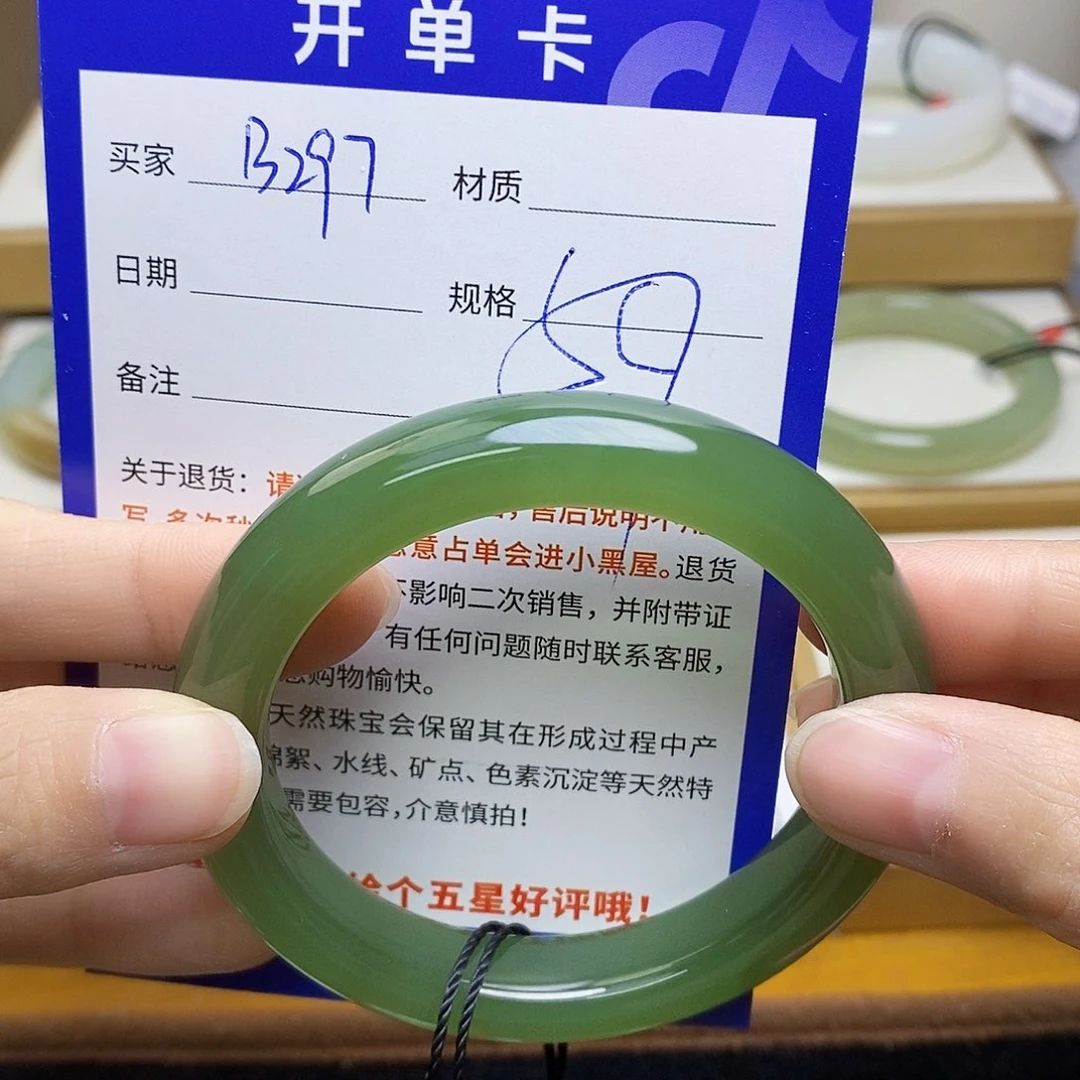 开单卡
买家 B297 材质
日期 规格 59
备注
关于退货：请
写，多次秒 售后说明不
恶意占单会进小黑屋。退货
不影响二次销售，并附带证
有任何问题随时联系客服，
您购物愉快。
天然珠宝会保留其在形成过程中产
棉絮、水线、矿点、色素沉淀等天然特
需要包容，介意慎拍！
给个五星好评哦！